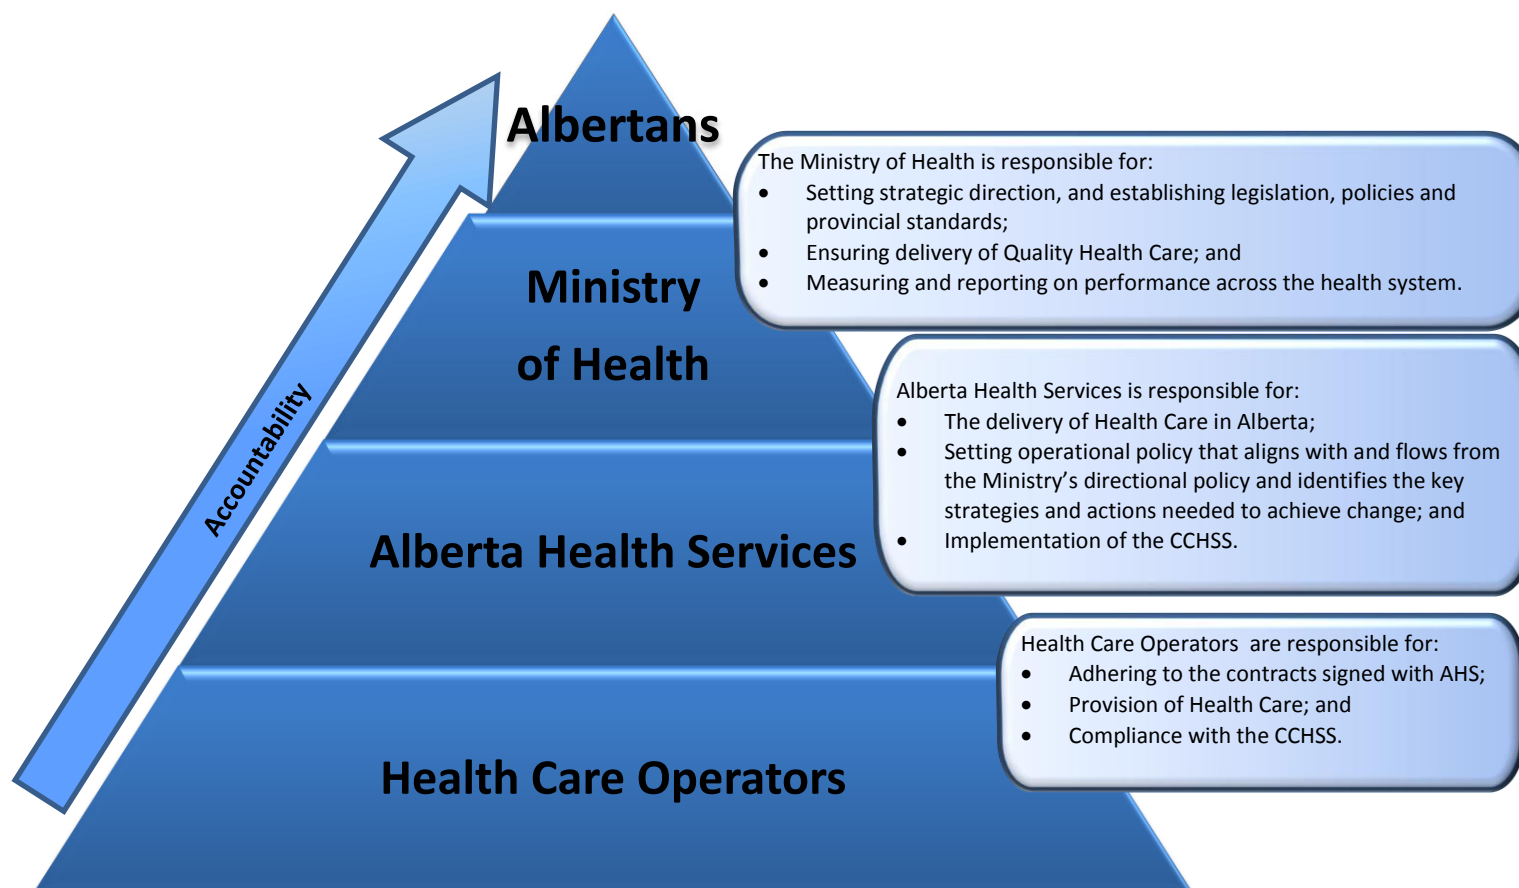 Albertans
The Ministry of Health is responsible for:
• Setting strategic direction, and establishing legislation, policies and
provincial standards;
• Ensuring delivery of Quality Health Care; and
• Measuring and reporting on performance across the health system.
Ministry
of Health
Accountability
Alberta Health Services is responsible for:
• The delivery of Health Care in Alberta;
• Setting operational policy that aligns with and flows from
the Ministry’s directional policy and identifies the key
strategies and actions needed to achieve change; and
• Implementation of the CCHSS.
Alberta Health Services
Health Care Operators  are responsible for:
• Adhering to the contracts signed with AHS;
• Provision of Health Care; and
• Compliance with the CCHSS.
Health Care Operators